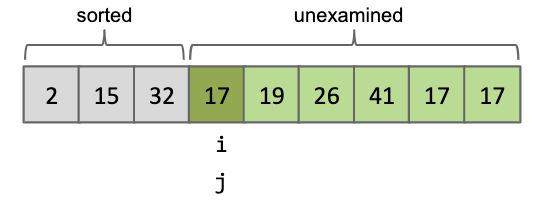 sorted unexamined
2 15 32 17 19 26 41 17 17
i
j